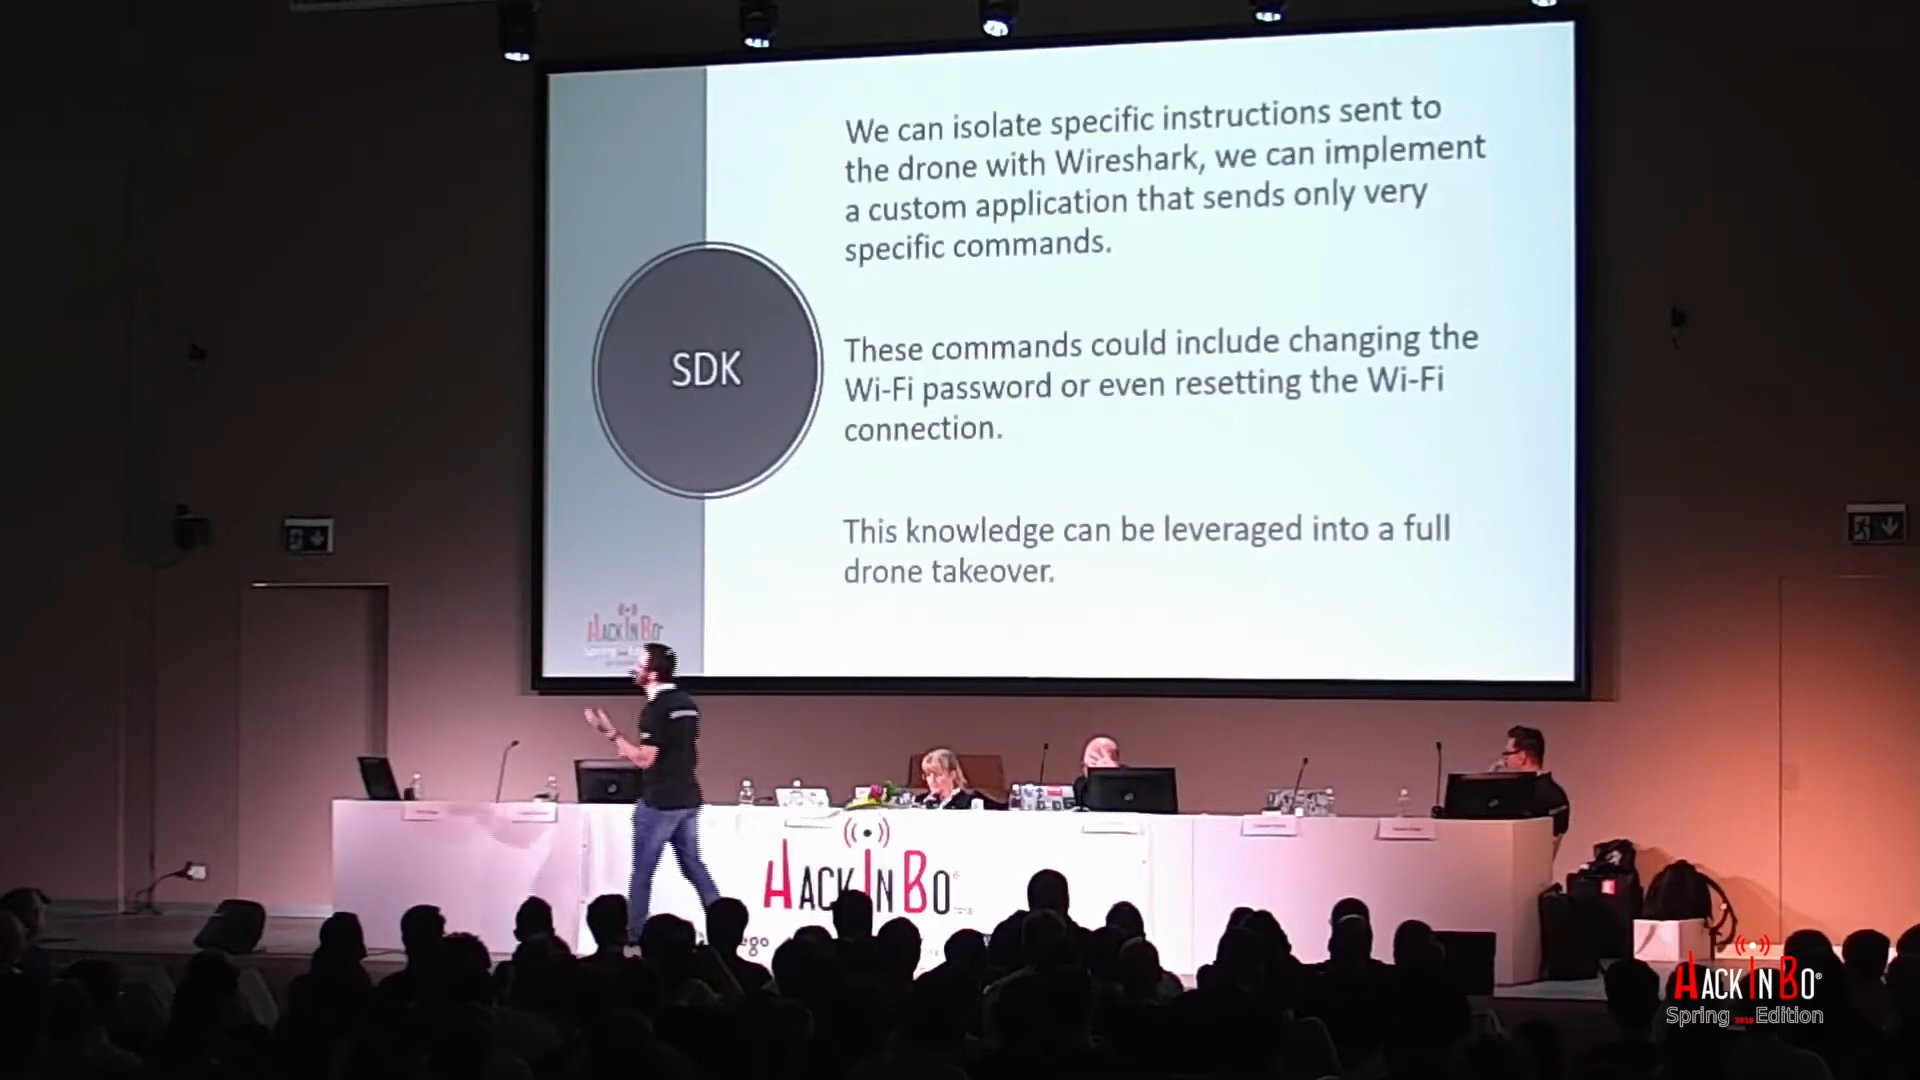 We can isolate specific instructions sent to
the drone with Wireshark, we can implement
a custom application that sends only very
specific commands.
SDK
These commands could include changing the
Wi-Fi password or even resetting the Wi-Fi
connection.
This knowledge can be leveraged into a full
drone takeover.
HACKINBO
HACKINBO
HACKINBO®
Spring 2018 Edition